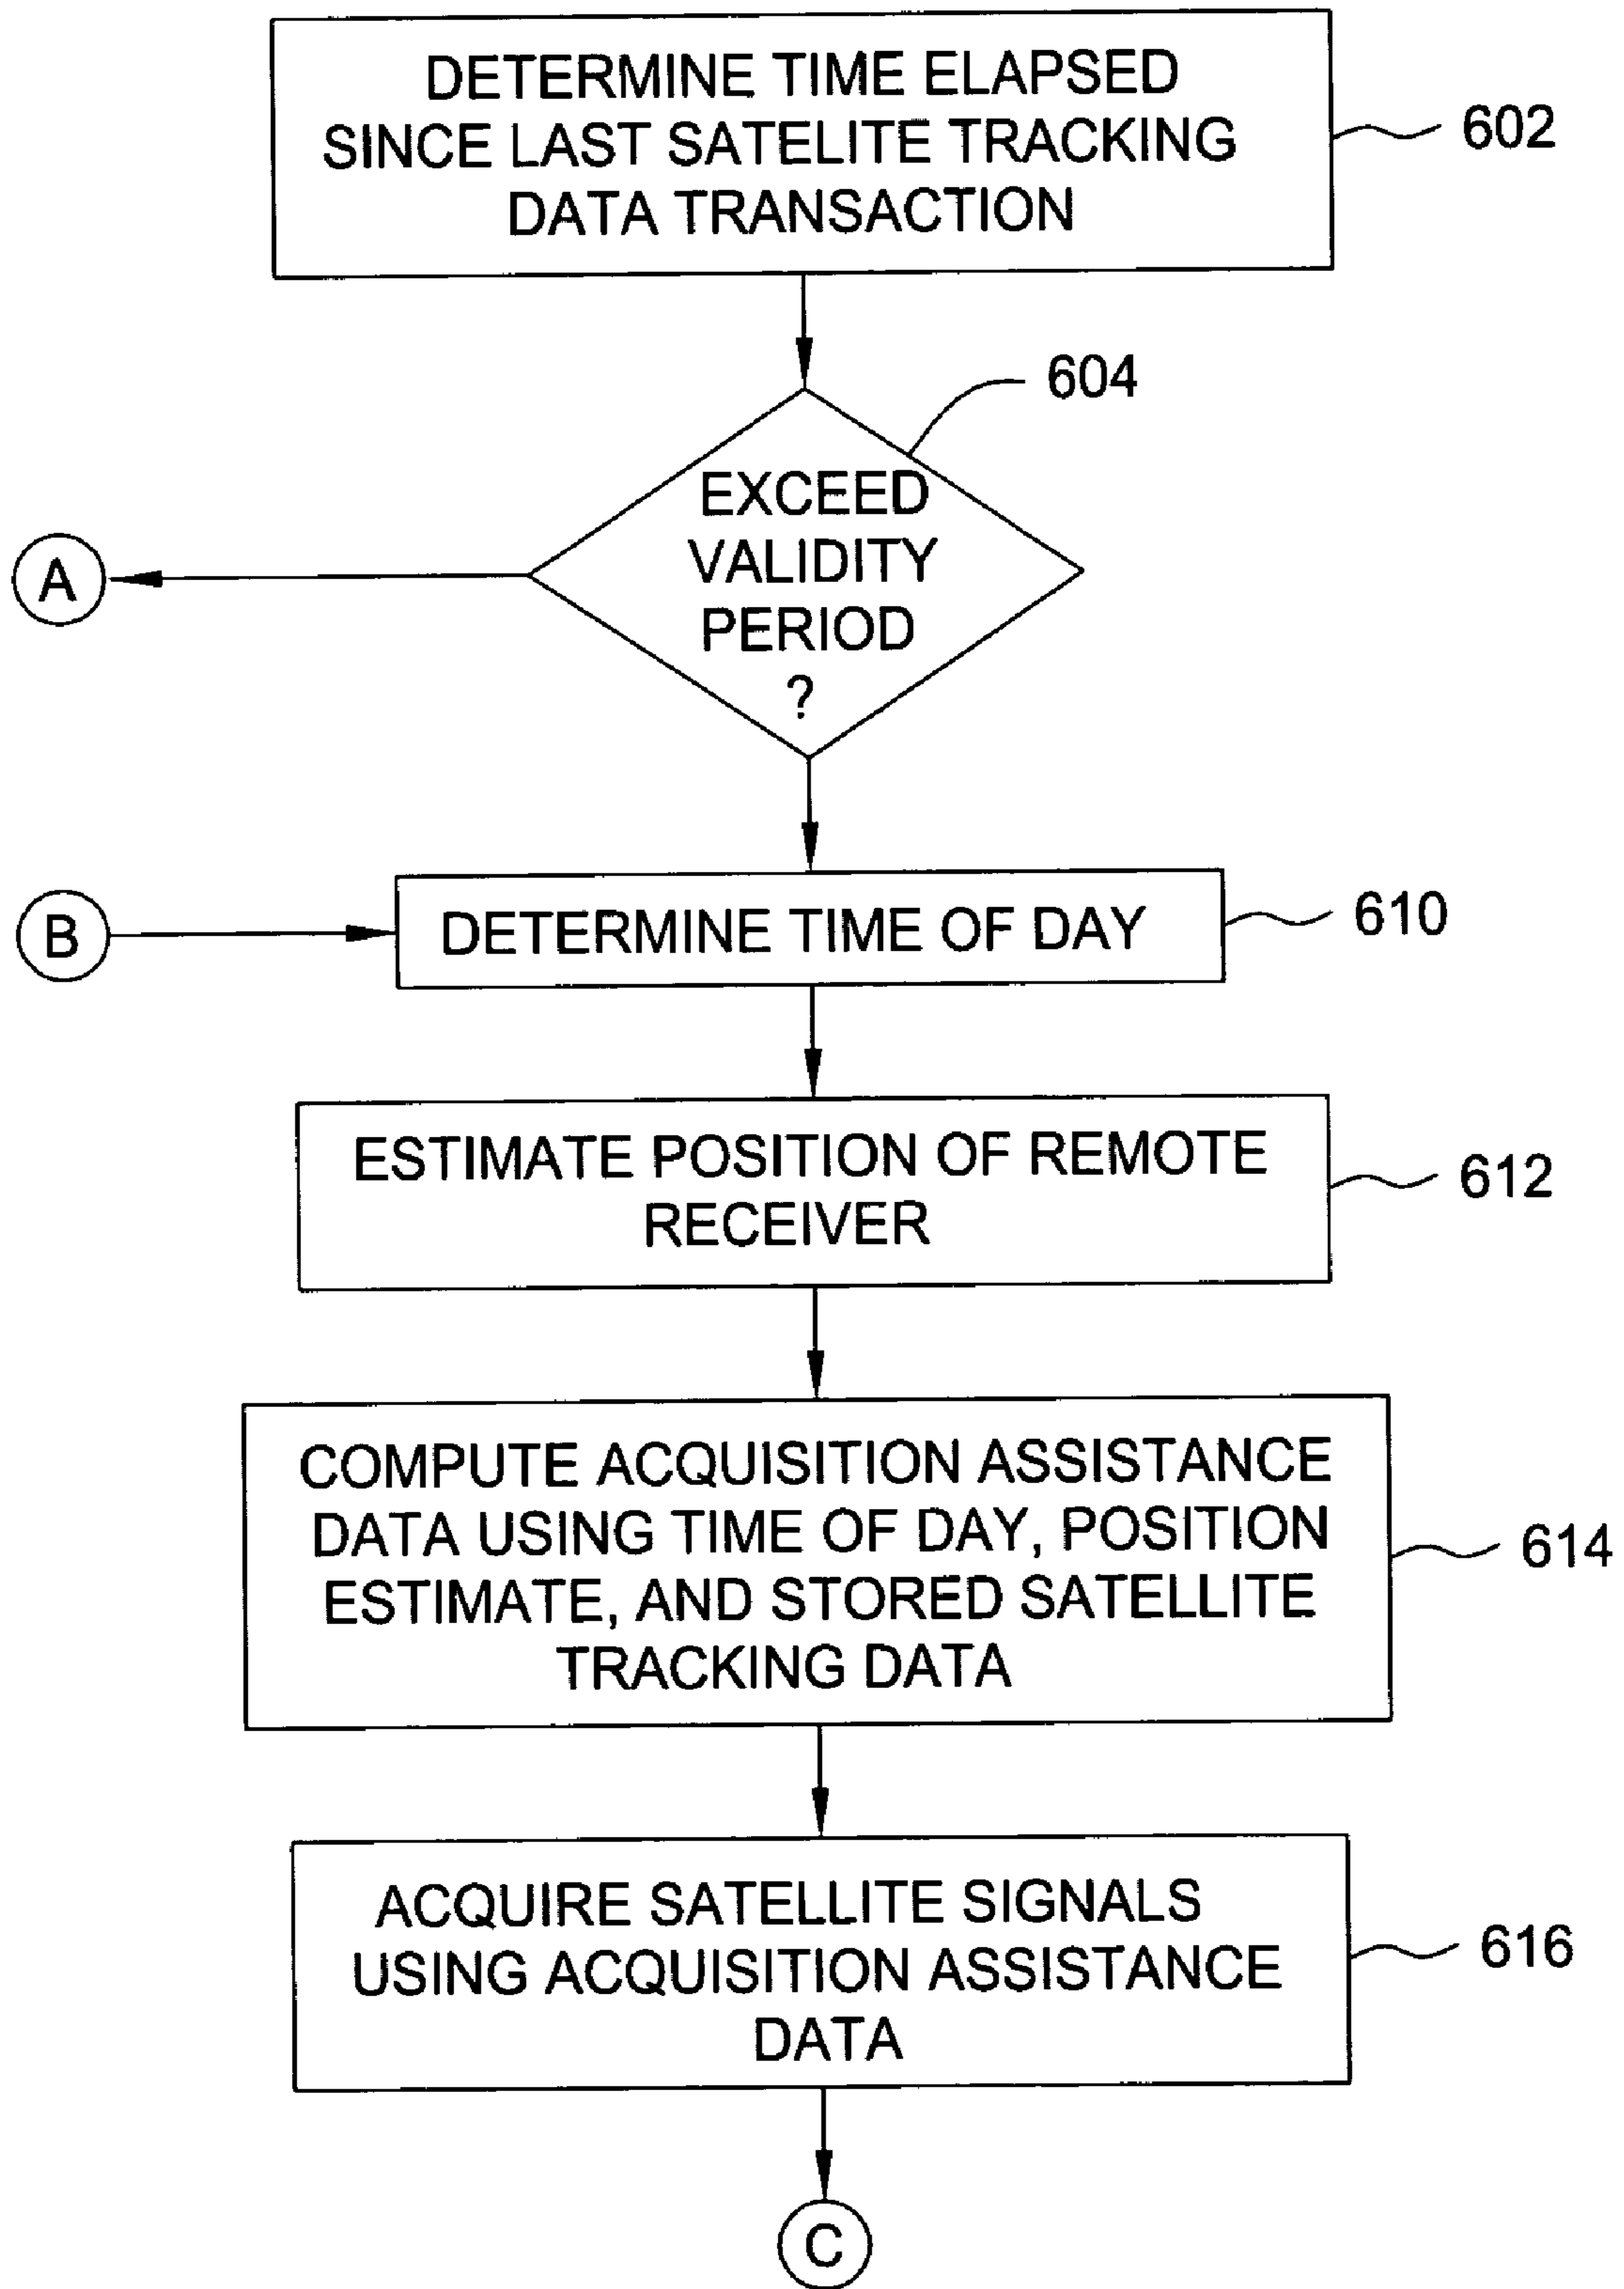 DETERMINE TIME ELAPSED
SINCE LAST SATELITE TRACKING
DATA TRANSACTION
602
604
EXCEED
VALIDITY
PERIOD
?
A
B
DETERMINE TIME OF DAY
610
ESTIMATE POSITION OF REMOTE
RECEIVER
612
COMPUTE ACQUISITION ASSISTANCE
DATA USING TIME OF DAY, POSITION
ESTIMATE, AND STORED SATELLITE
TRACKING DATA
614
ACQUIRE SATELLITE SIGNALS
USING ACQUISITION ASSISTANCE
DATA
616
C